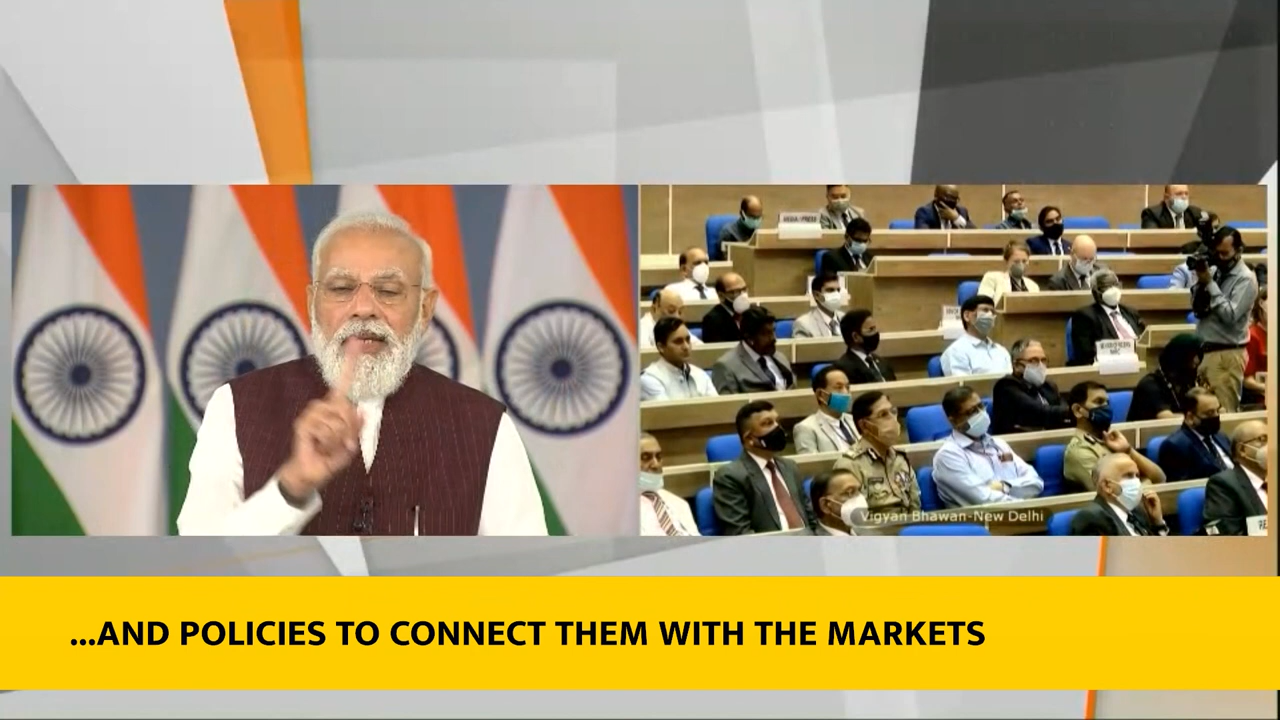 Vigyan Bhawan-New Delhi
...AND POLICIES TO CONNECT THEM WITH THE MARKETS